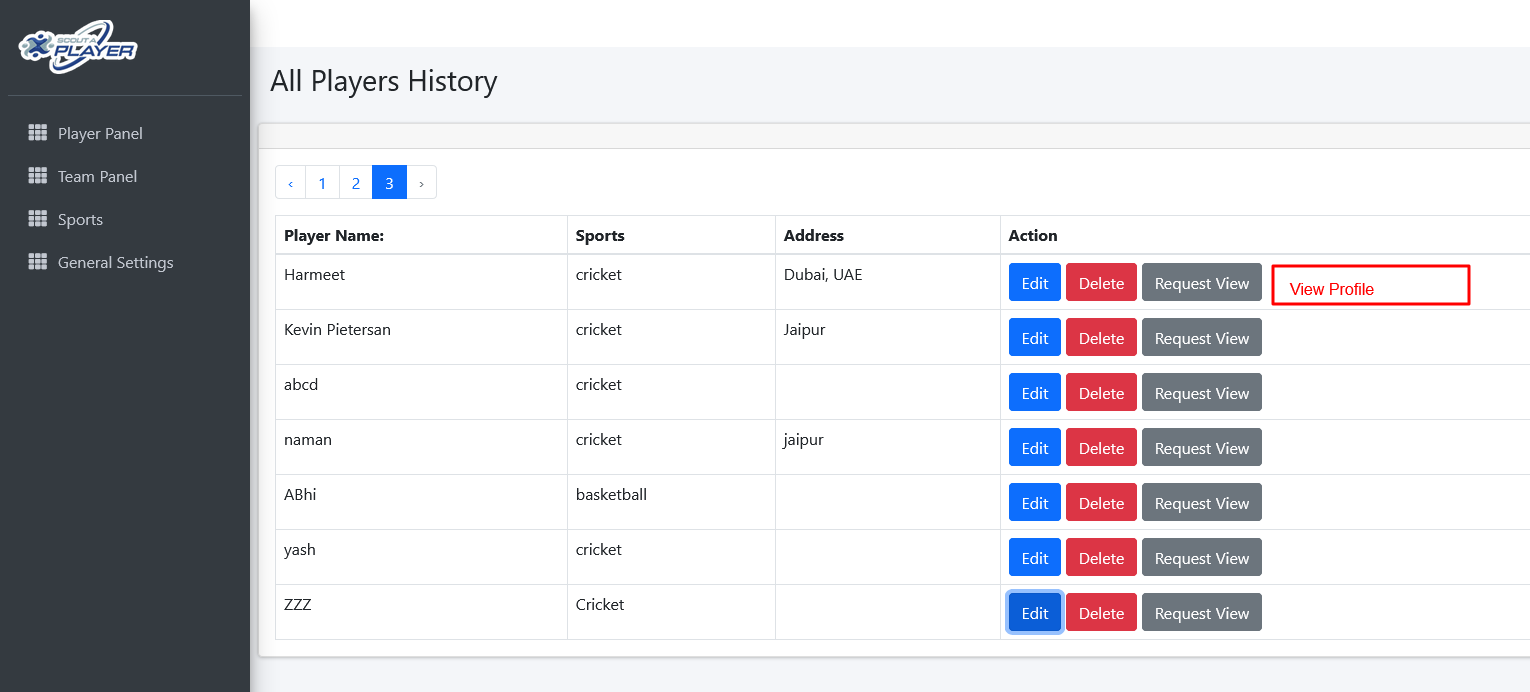 SCOUT A
PLAYER
Player Panel
Team Panel
Sports
General Settings
All Players History
‹ 1 2 3 ›
Player Name: Sports Address Action
Harmeet cricket Dubai, UAE Edit Delete Request View View Profile
Kevin Pietersan cricket Jaipur Edit Delete Request View
abcd cricket Edit Delete Request View
naman cricket jaipur Edit Delete Request View
ABhi basketball Edit Delete Request View
yash cricket Edit Delete Request View
ZZZ Cricket Edit Delete Request View